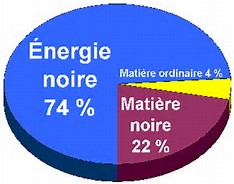 Énergie
noire
74 %
Matière ordinaire 4 %
Matière
noire
22 %